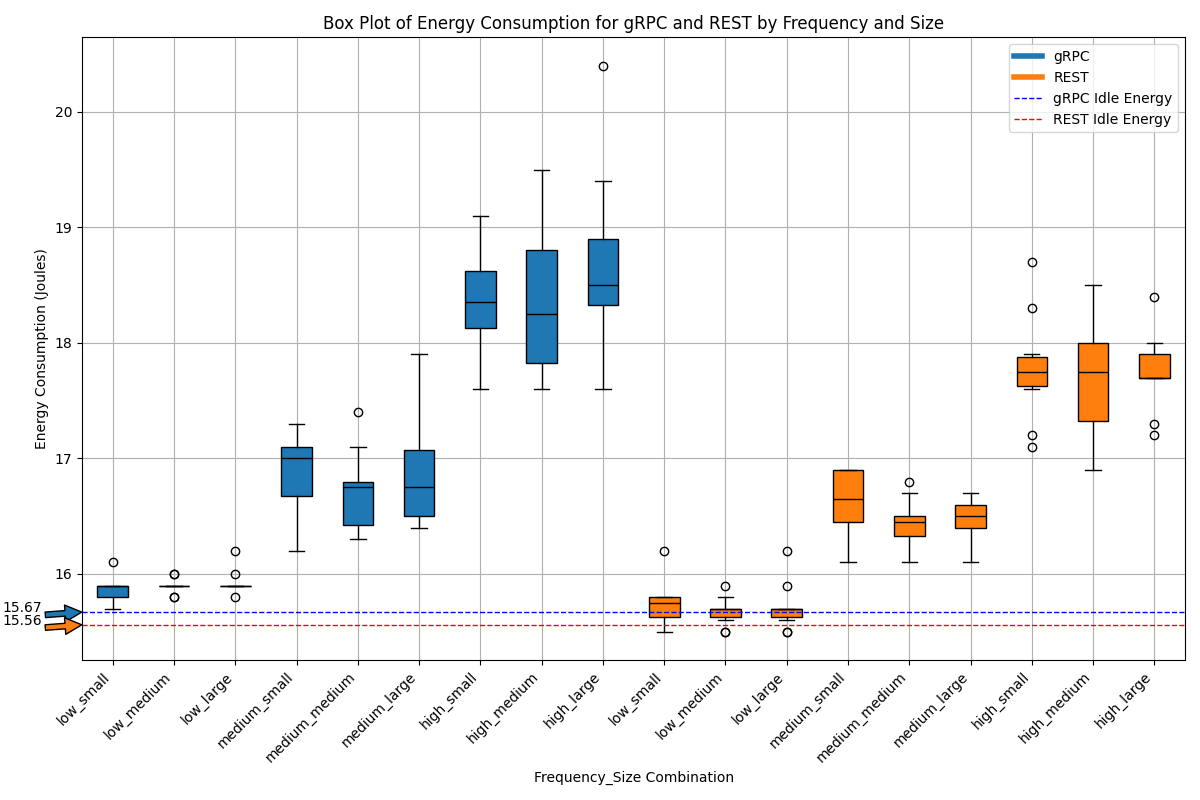 Box Plot of Energy Consumption for gRPC and REST by Frequency and Size
gRPC
REST
gRPC Idle Energy
REST Idle Energy
Energy Consumption (Joules)
20
19
18
17
16
15.67
15.56
low_small
low_medium
low_large
medium_small
medium_medium
medium_large
high_small
high_medium
high_large
low_small
low_medium
low_large
medium_small
medium_medium
medium_large
high_small
high_medium
high_large
Frequency_Size Combination